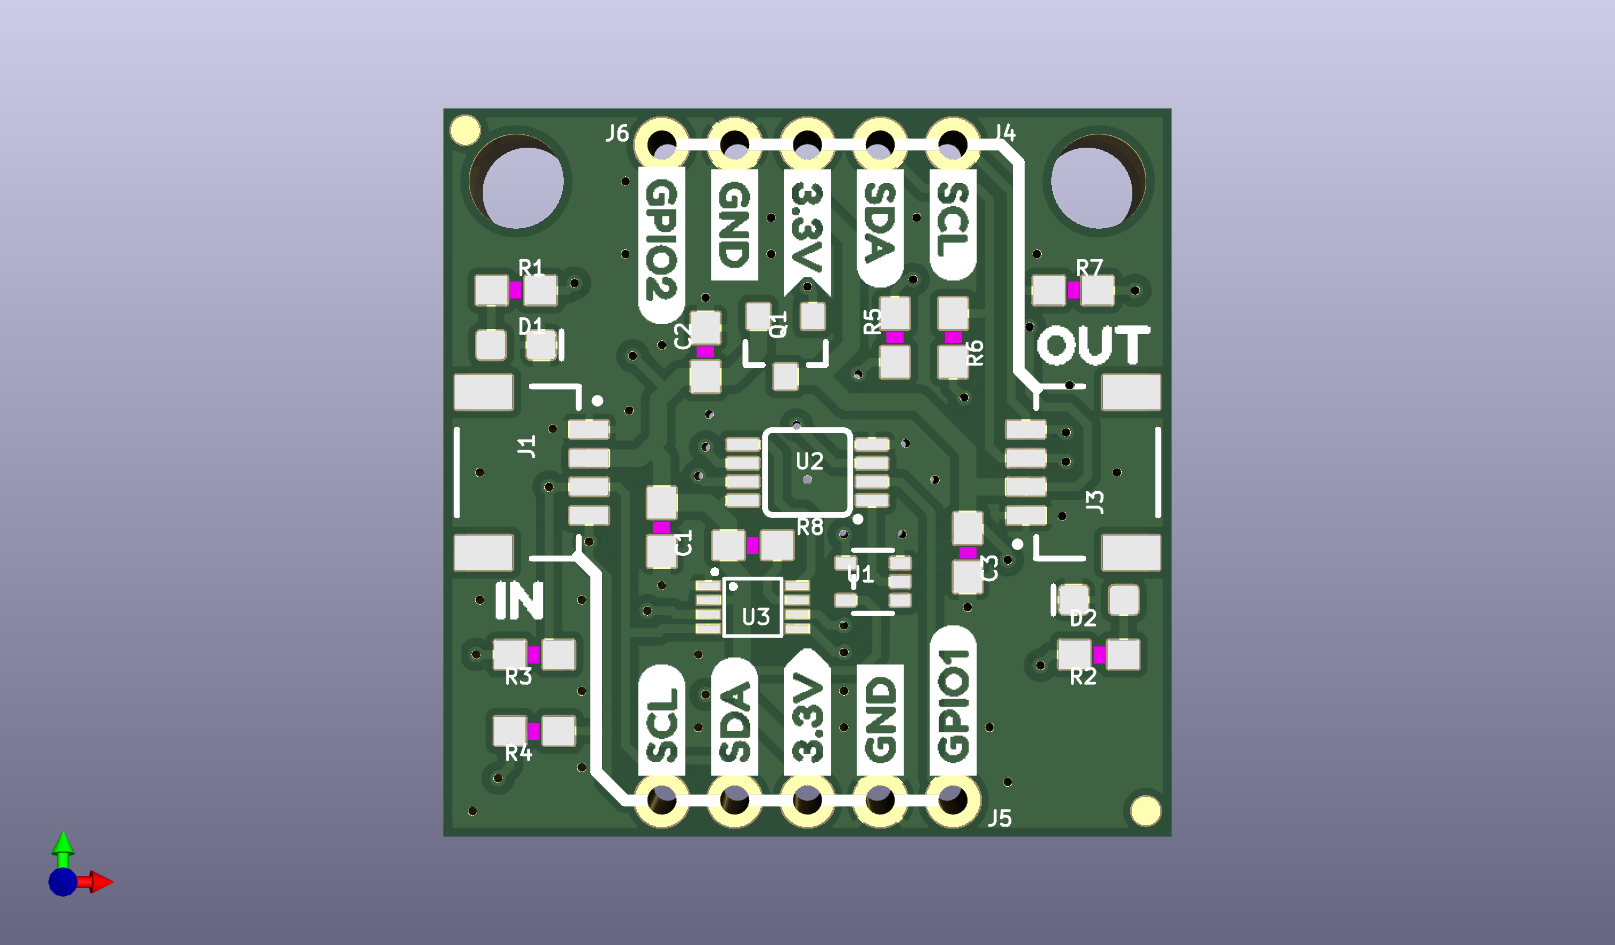 J6
J4
GPIO2
GND
3.3V
SDA
SCL
R1
R7
D1
C2
Q1
R5
R6
OUT
J1
U2
J3
R8
C1
U1
C3
IN
U3
D2
R3
R2
R4
SCL
SDA
3.3V
GND
GPIO1
J5